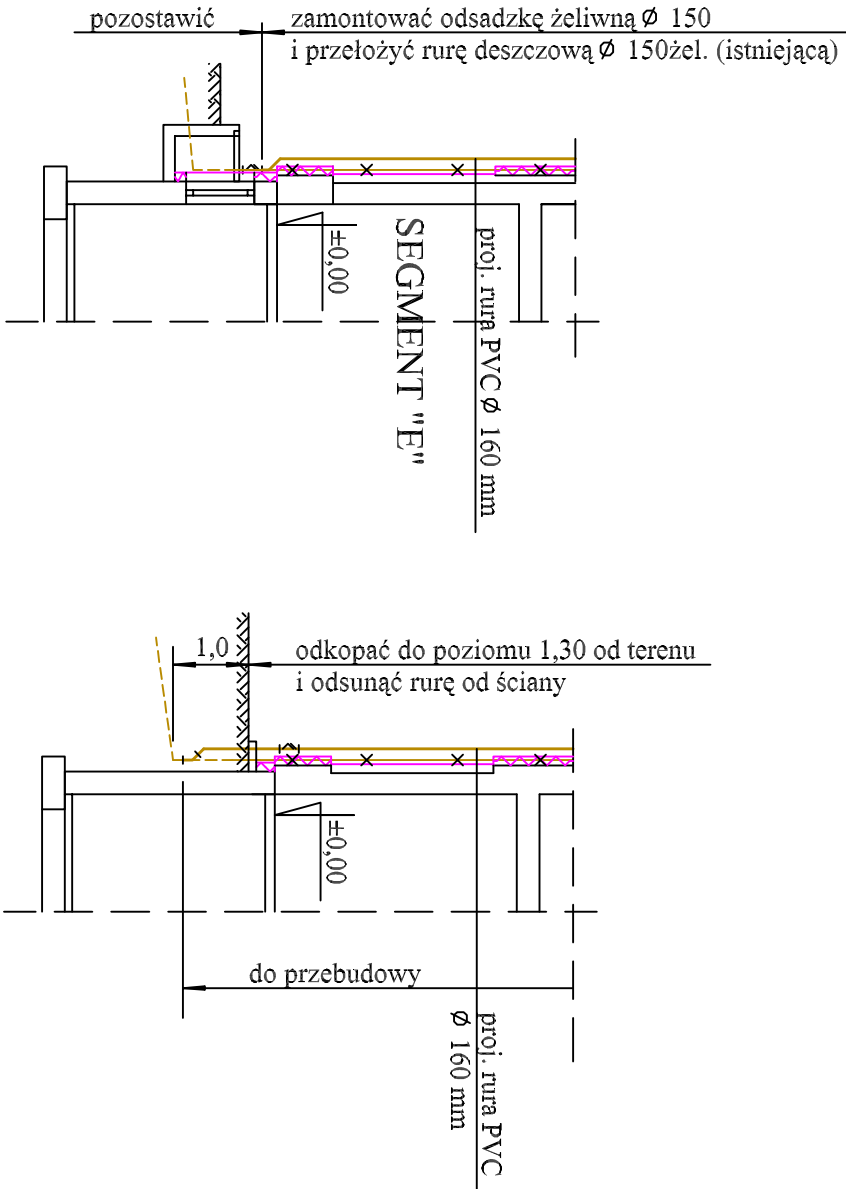 pozostawić
zamontować odsadzkę żeliwną Ø 150
i przełożyć rurę deszczową Ø 150żel. (istniejącą)
±0,00
SEGMENT "E"
proj. rura PVC Ø 160 mm
1,0
odkopać do poziomu 1,30 od terenu
i odsunąć rurę od ściany
±0,00
do przebudowy
proj. rura PVC
Ø 160 mm